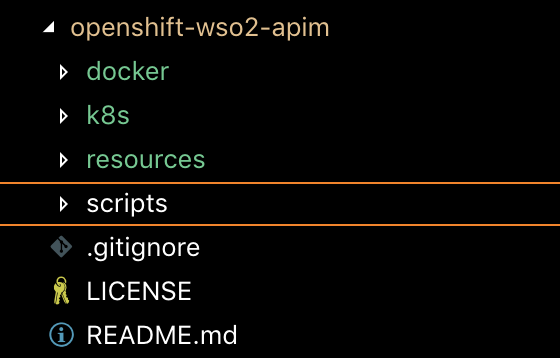 openshift-wso2-apim
docker
k8s
resources
scripts
.gitignore
LICENSE
README.md